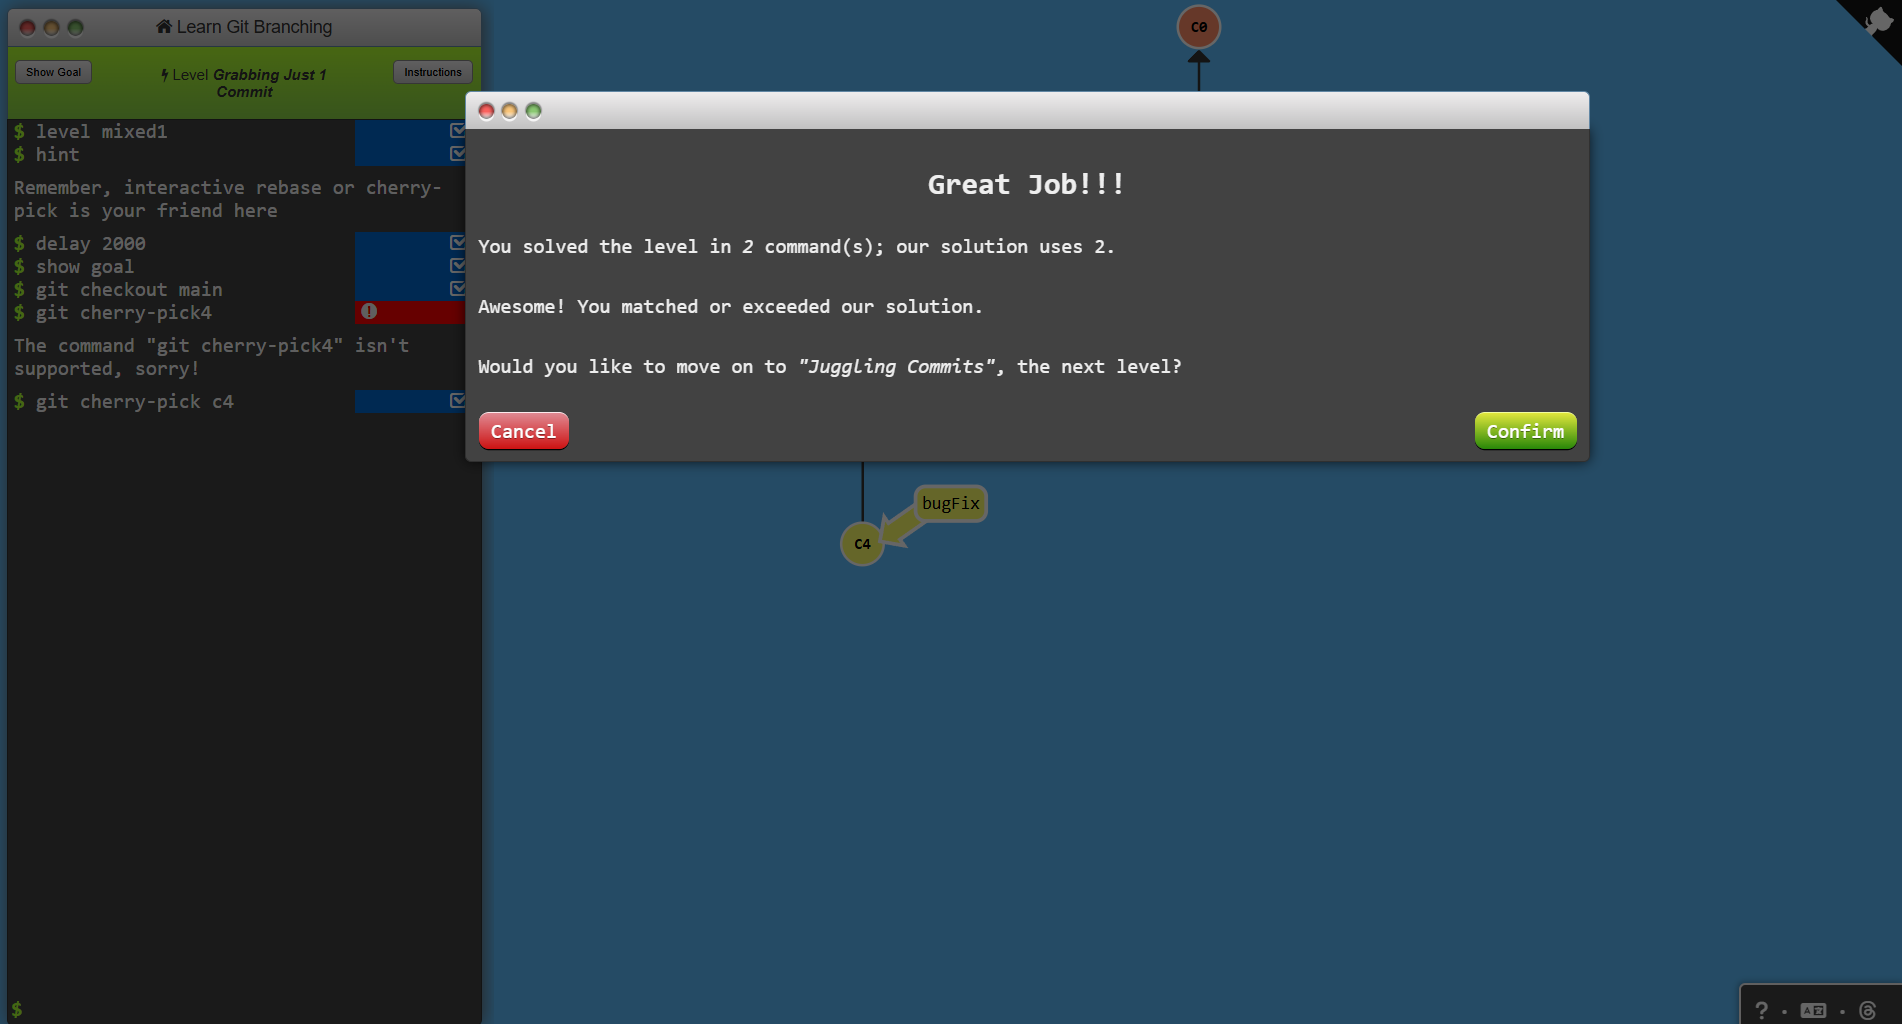 Learn Git Branching
Show Goal
Level Grabbing Just 1
Commit
Instructions
$ level mixed1
$ hint
Remember, interactive rebase or cherry-
pick is your friend here
$ delay 2000
$ show goal
$ git checkout main
$ git cherry-pick4
The command "git cherry-pick4" isn't
supported, sorry!
$ git cherry-pick c4
$
C0
Great Job!!!
You solved the level in 2 command(s); our solution uses 2.
Awesome! You matched or exceeded our solution.
Would you like to move on to "Juggling Commits", the next level?
Cancel
Confirm
bugFix
C4
?